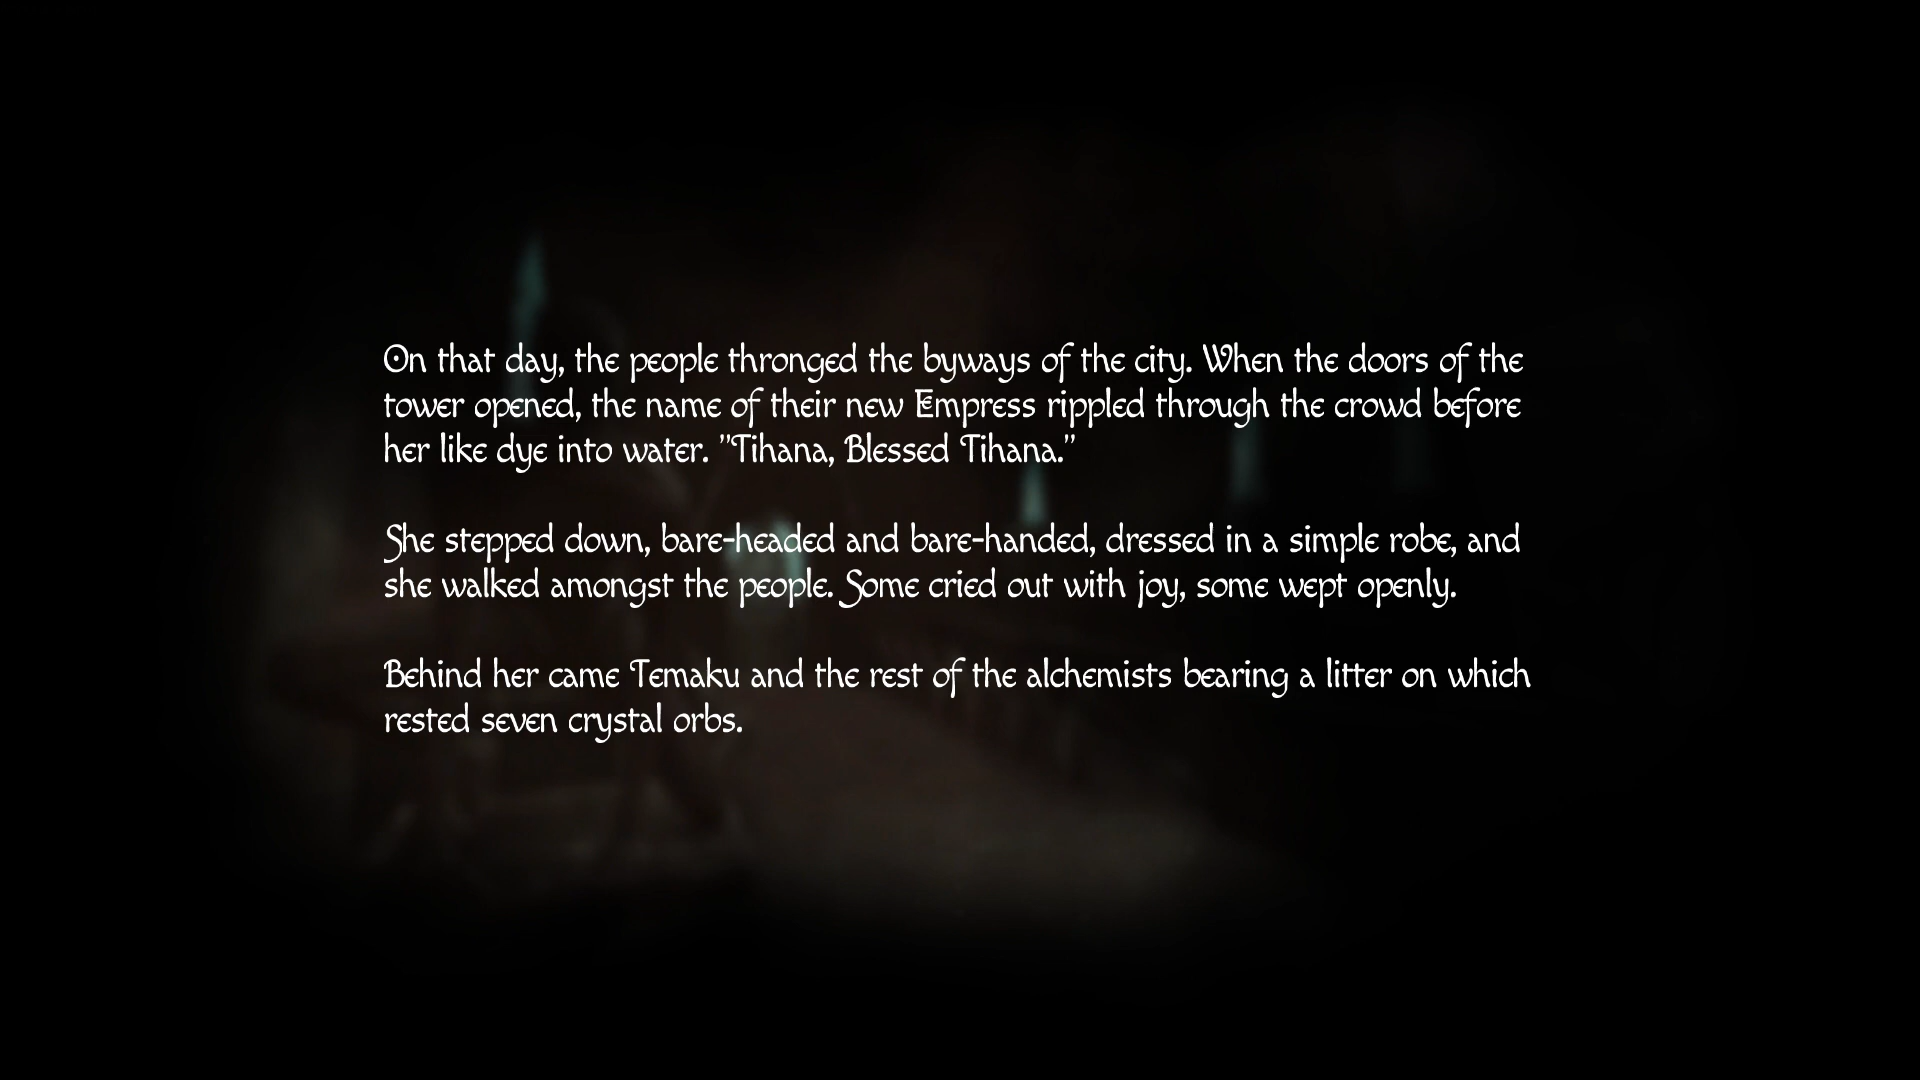 On that day, the people thronged the byways of the city. When the doors of the
tower opened, the name of their new Empress rippled through the crowd before
her like dye into water. "Tihana, Blessed Tihana."
She stepped down, bare-headed and bare-handed, dressed in a simple robe, and
she walked amongst the people. Some cried out with joy, some wept openly.
Behind her came Temaku and the rest of the alchemists bearing a litter on which
rested seven crystal orbs.